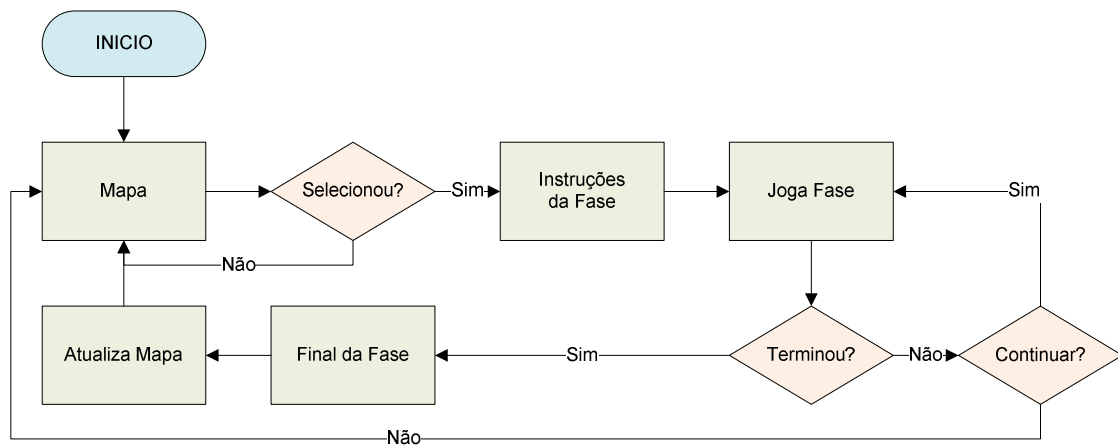 INICIO
Mapa
Selecionou?
Sim
Instruções
da Fase
Joga Fase
Sim
Não
Atualiza Mapa
Final da Fase
Sim
Terminou?
Não
Continuar?
Não